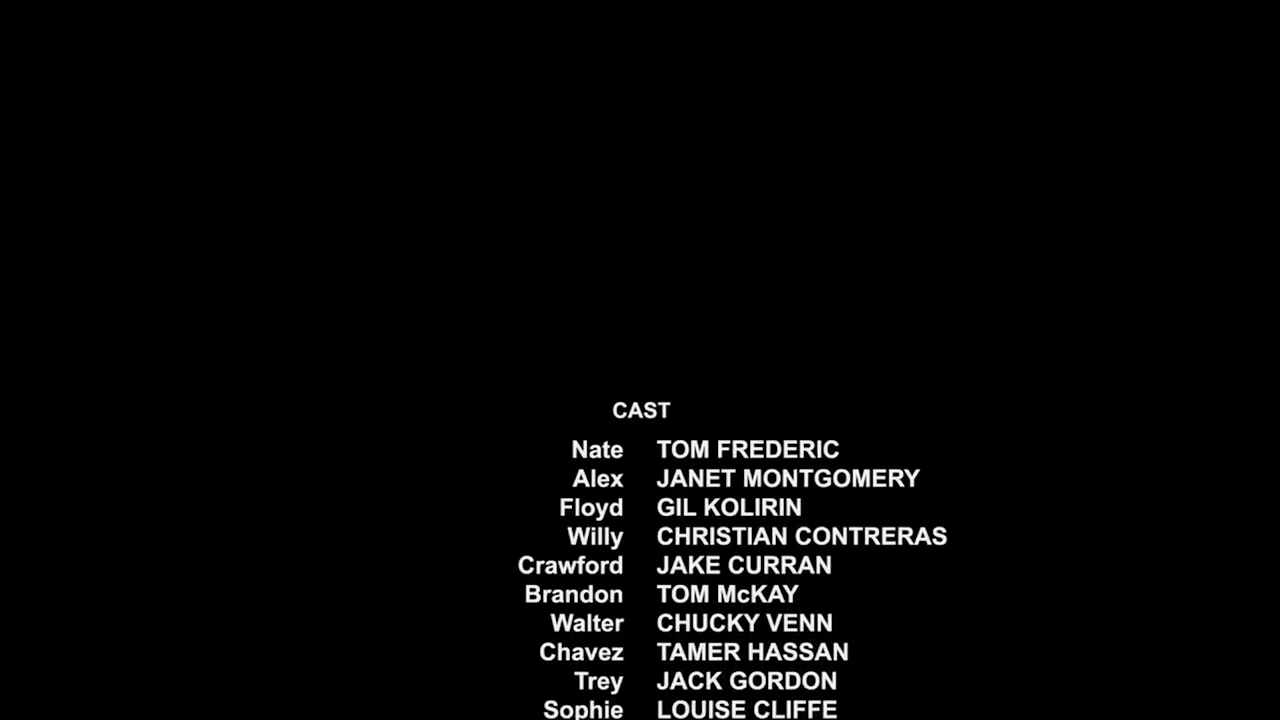 CAST
Nate TOM FREDERIC
Alex JANET MONTGOMERY
Floyd GIL KOLIRIN
Willy CHRISTIAN CONTRERAS
Crawford JAKE CURRAN
Brandon TOM McKAY
Walter CHUCKY VENN
Chavez TAMER HASSAN
Trey JACK GORDON
Sophie LOUISE CLIFFE